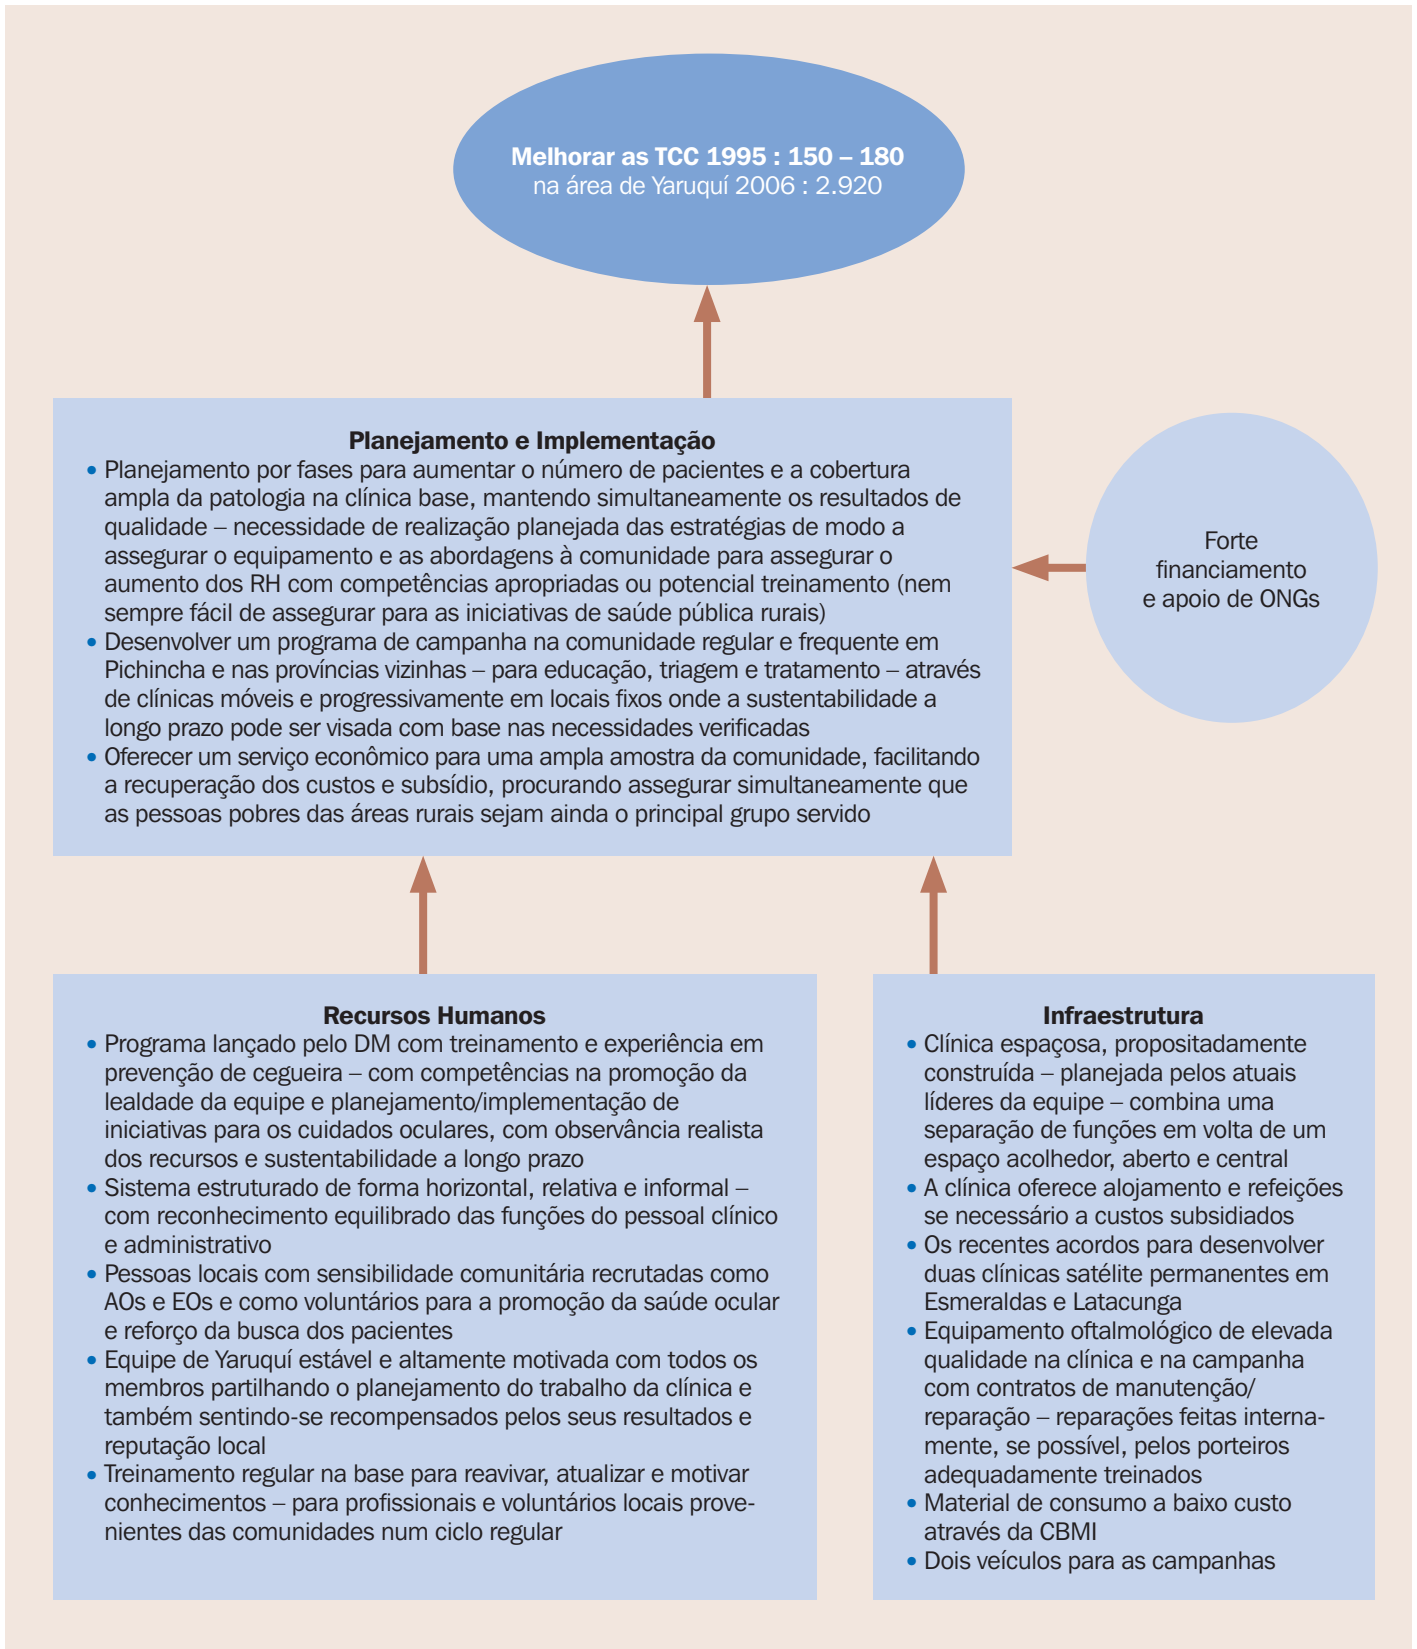 Melhorar as TCC 1995 : 150 – 180
na área de Yaruquí 2006 : 2.920
Planejamento e Implementação
• Planejamento por fases para aumentar o número de pacientes e a cobertura
ampla da patologia na clínica base, mantendo simultaneamente os resultados de
qualidade – necessidade de realização planejada das estratégias de modo a
assegurar o equipamento e as abordagens à comunidade para assegurar o
aumento dos RH com competências apropriadas ou potencial treinamento (nem
sempre fácil de assegurar para as iniciativas de saúde pública rurais)
• Desenvolver um programa de campanha na comunidade regular e frequente em
Pichincha e nas províncias vizinhas – para educação, triagem e tratamento – através
de clínicas móveis e progressivamente em locais fixos onde a sustentabilidade a
longo prazo pode ser visada com base nas necessidades verificadas
• Oferecer um serviço econômico para uma ampla amostra da comunidade, facilitando
a recuperação dos custos e subsídio, procurando assegurar simultaneamente que
as pessoas pobres das áreas rurais sejam ainda o principal grupo servido
Forte
financiamento
e apoio de ONGs
Recursos Humanos
• Programa lançado pelo DM com treinamento e experiência em
prevenção de cegueira – com competências na promoção da
lealdade da equipe e planejamento/implementação de
iniciativas para os cuidados oculares, com observância realista
dos recursos e sustentabilidade a longo prazo
• Sistema estruturado de forma horizontal, relativa e informal –
com reconhecimento equilibrado das funções do pessoal clínico
e administrativo
• Pessoas locais com sensibilidade comunitária recrutadas como
AOs e EOs e como voluntários para a promoção da saúde ocular
e reforço da busca dos pacientes
• Equipe de Yaruquí estável e altamente motivada com todos os
membros partilhando o planejamento do trabalho da clínica e
também sentindo-se recompensados pelos seus resultados e
reputação local
• Treinamento regular na base para reavivar, atualizar e motivar
conhecimentos – para profissionais e voluntários locais prove-
nientes das comunidades num ciclo regular
Infraestrutura
• Clínica espaçosa, propositadamente
construída – planejada pelos atuais
líderes da equipe – combina uma
separação de funções em volta de um
espaço acolhedor, aberto e central
• A clínica oferece alojamento e refeições
se necessário a custos subsidiados
• Os recentes acordos para desenvolver
duas clínicas satélite permanentes em
Esmeraldas e Latacunga
• Equipamento oftalmológico de elevada
qualidade na clínica e na campanha
com contratos de manutenção/
reparação – reparações feitas interna-
mente, se possível, pelos porteiros
adequadamente treinados
• Material de consumo a baixo custo
através da CBMI
• Dois veículos para as campanhas